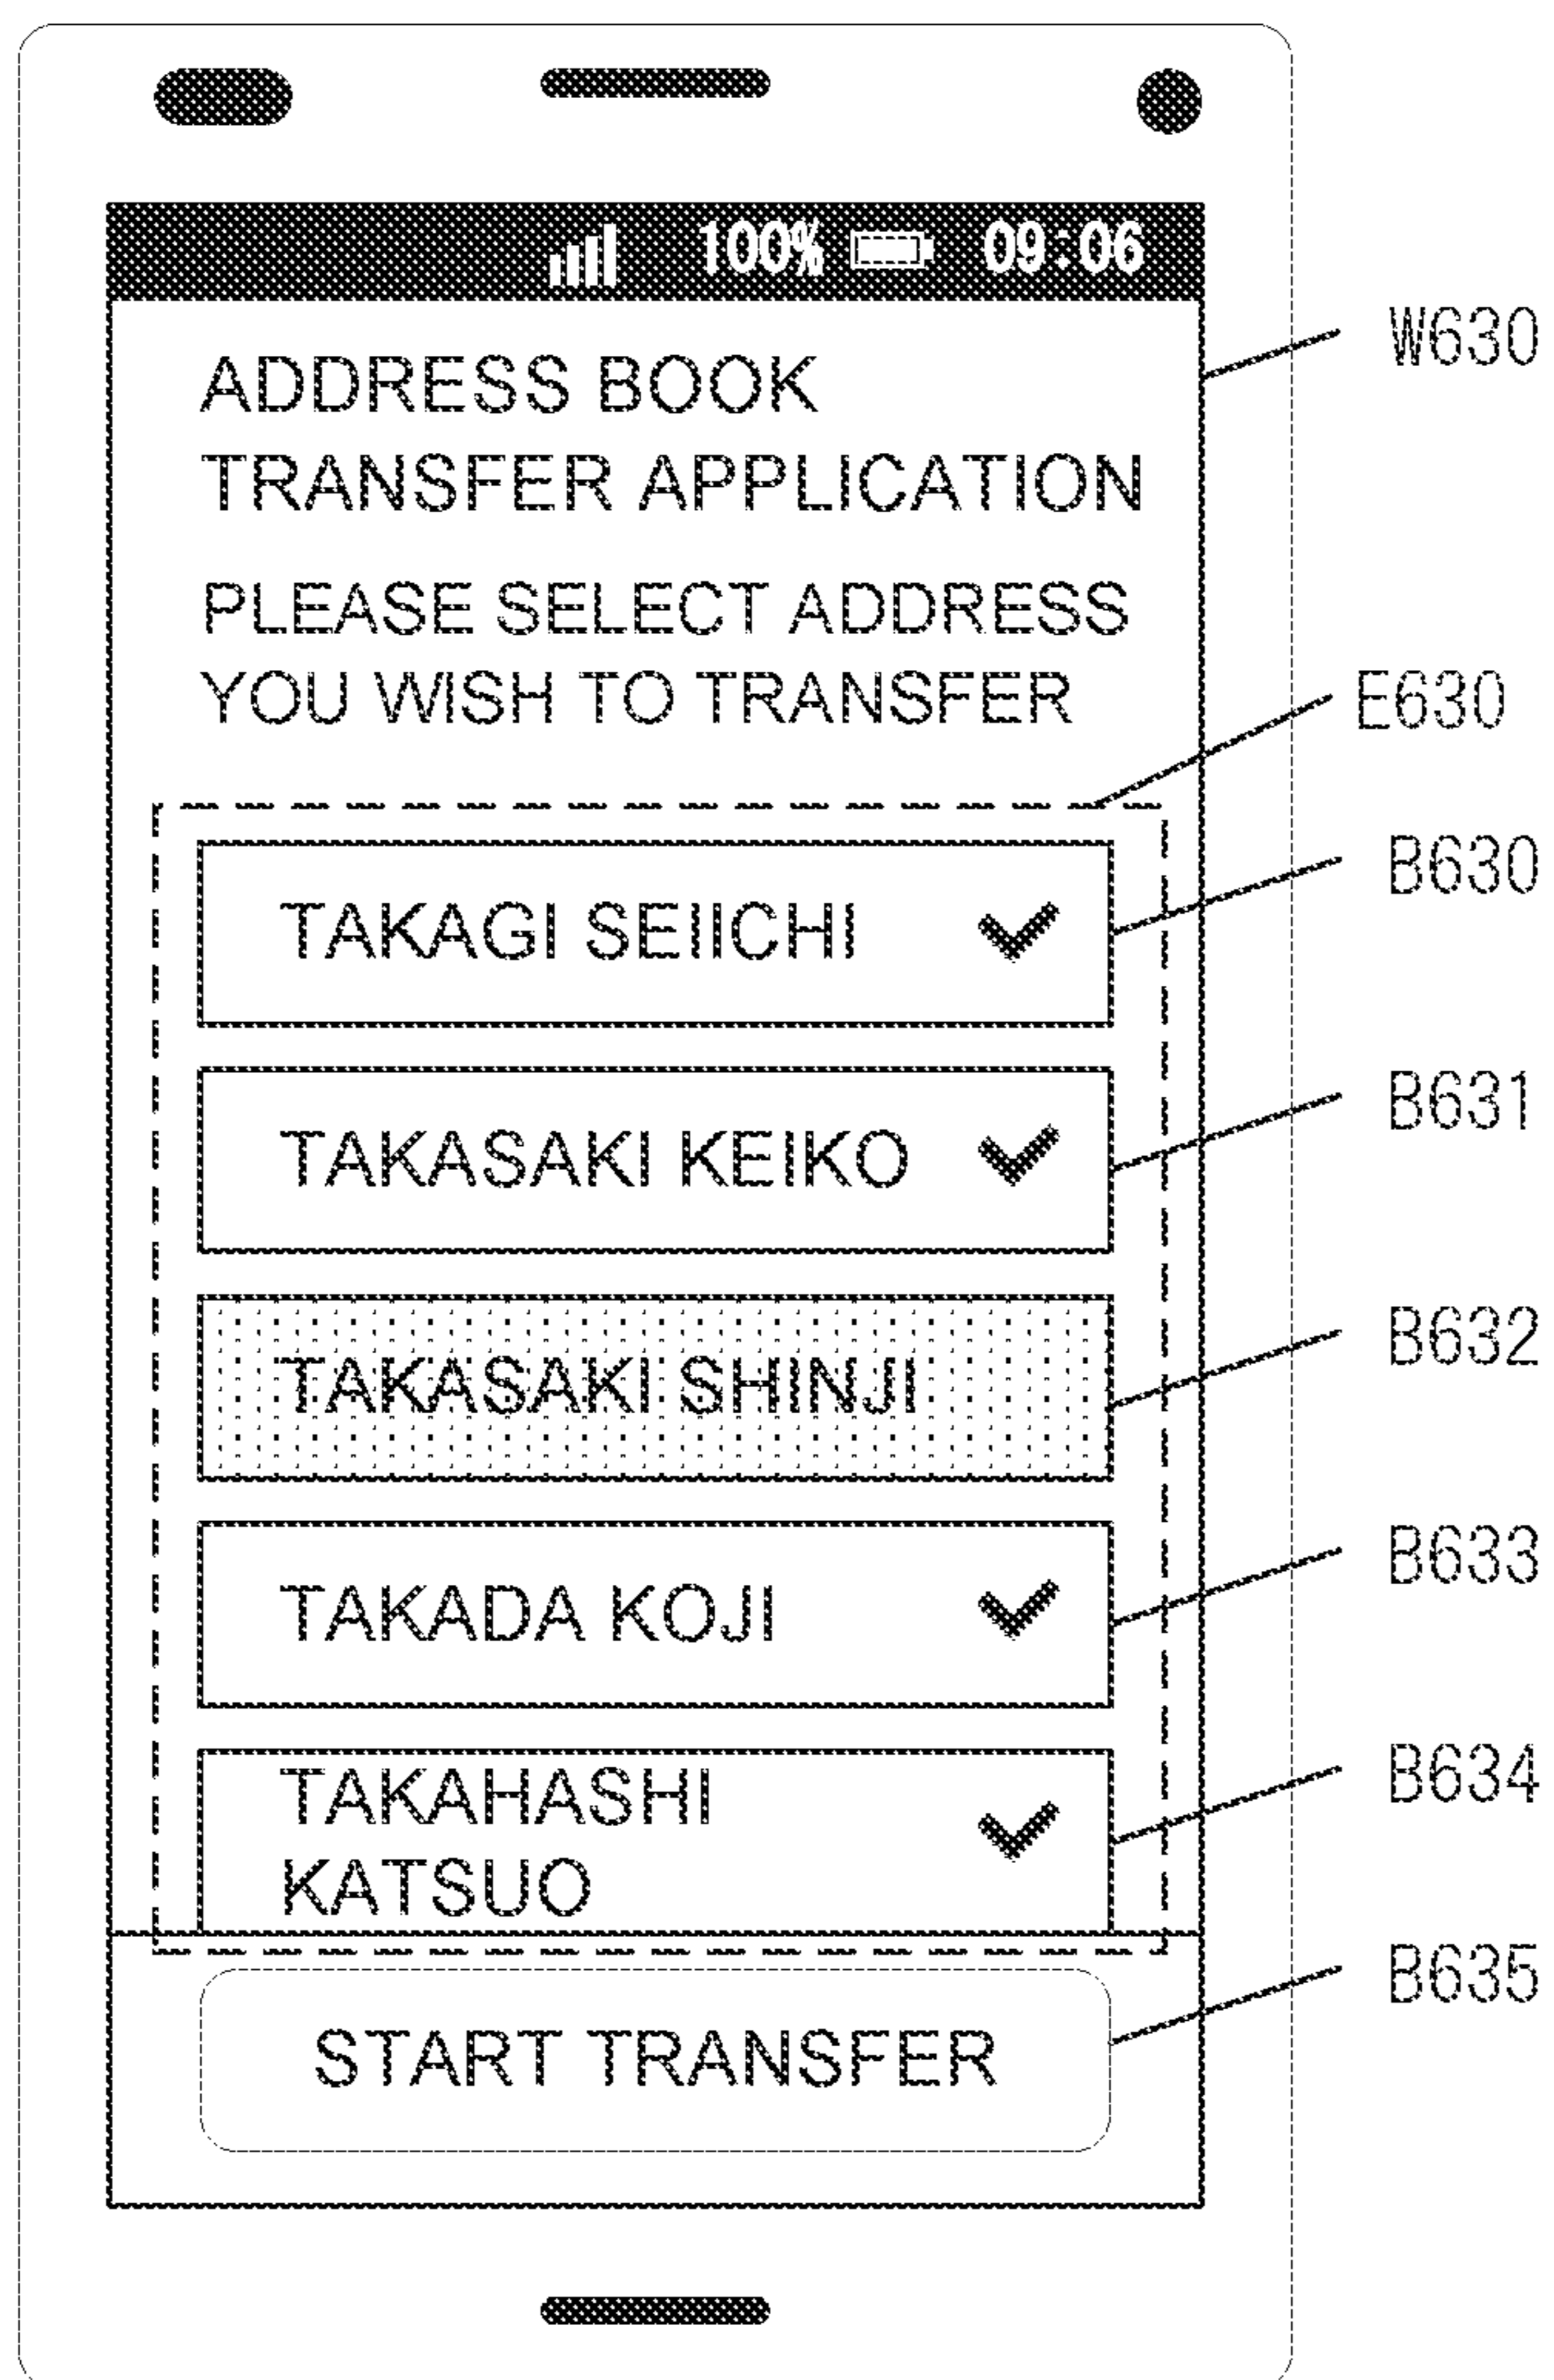 100% 09:06
W630
ADDRESS BOOK
TRANSFER APPLICATION
PLEASE SELECT ADDRESS
YOU WISH TO TRANSFER
E630
TAKAGI SEIICHI
B630
TAKASAKI KEIKO
B631
TAKASAKI SHINJI
B632
TAKADA KOJI
B633
TAKAHASHI
KATSUO
B634
START TRANSFER
B635